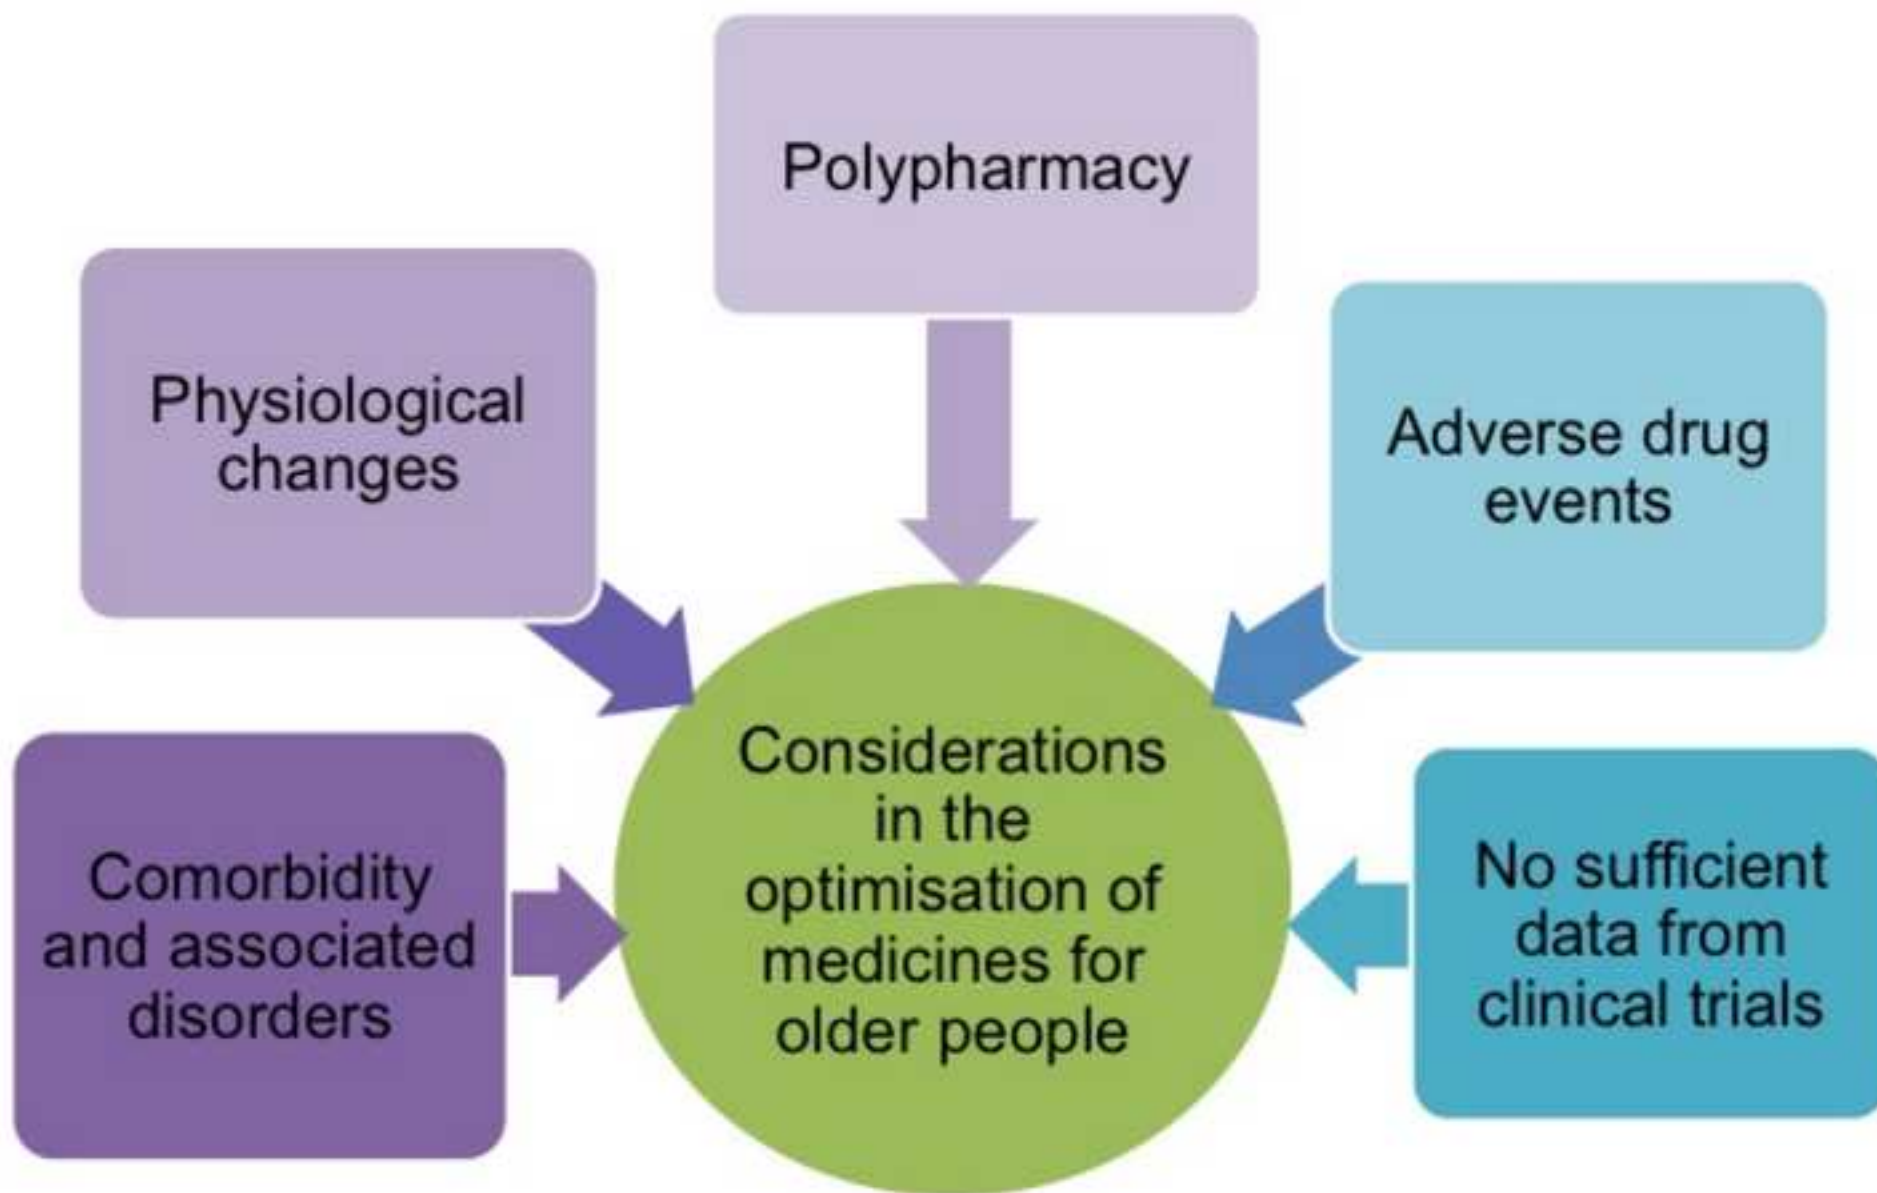 Polypharmacy
Physiological
changes
Adverse drug
events
Considerations
in the
optimisation of
medicines for
older people
Comorbidity
and associated
disorders
No sufficient
data from
clinical trials